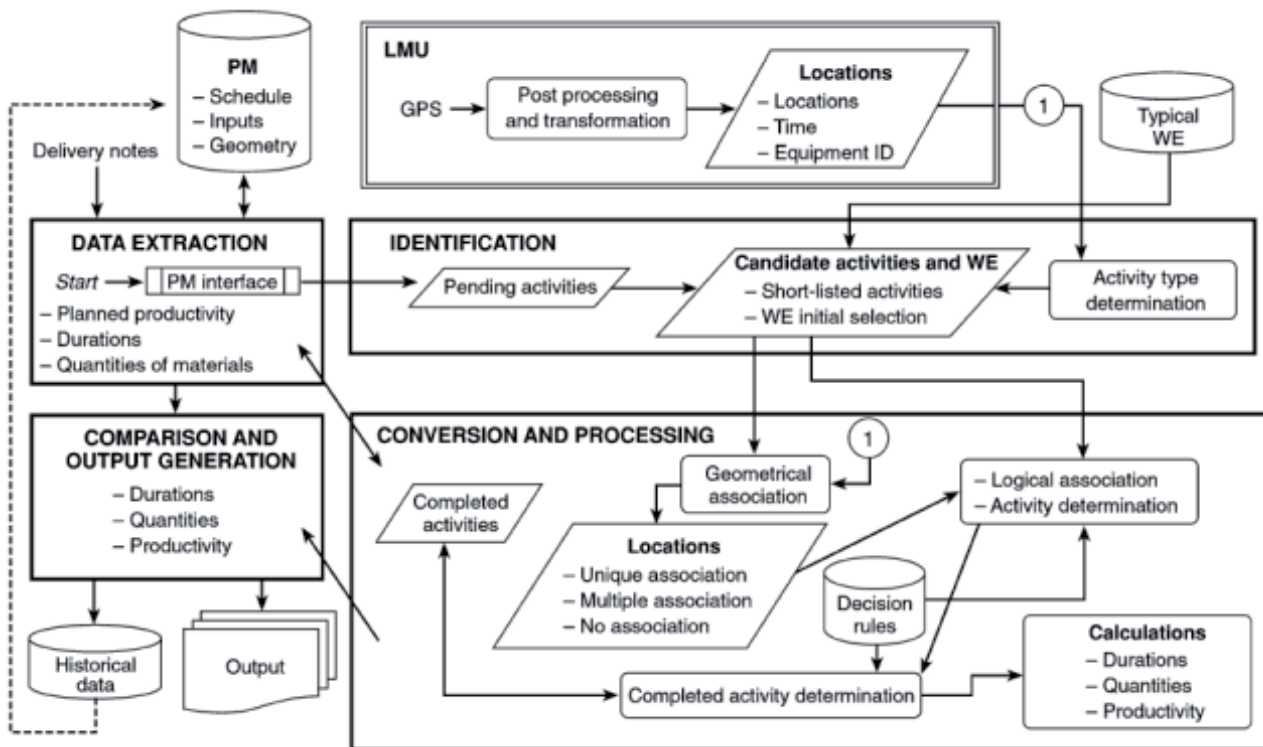 PM
– Schedule
– Inputs
– Geometry
Delivery notes
LMU
GPS
Post processing
and transformation
Locations
– Locations
– Time
– Equipment ID
1
Typical
WE
DATA EXTRACTION
Start
PM interface
– Planned productivity
– Durations
– Quantities of materials
IDENTIFICATION
Pending activities
Candidate activities and WE
– Short-listed activities
– WE initial selection
Activity type
determination
COMPARISON AND
OUTPUT GENERATION
– Durations
– Quantities
– Productivity
Historical
data
Output
CONVERSION AND PROCESSING
1
Geometrical
association
Completed
activities
– Logical association
– Activity determination
Locations
– Unique association
– Multiple association
– No association
Decision
rules
Completed activity determination
Calculations
– Durations
– Quantities
– Productivity